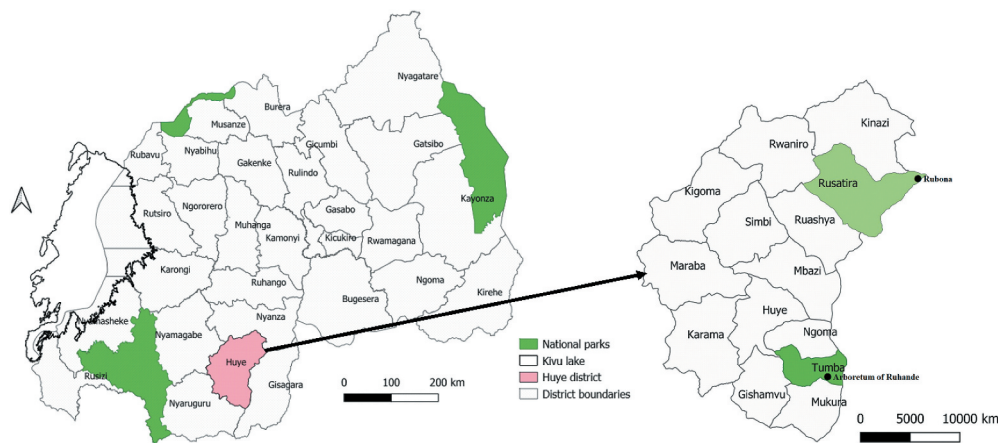 Nyagatare
Burera
Musanze
Gicumbi
Rubavu
Nyabihu
Gatsibo
Gakenke
Rulindo
Kayonza
Rutsiro
Ngororero
Gasabo
Muhanga
Kamonyi
Kicukiro
Rwamagana
Karongi
Ruhango
Ngoma
Kirehe
Bugesera
Nyamasheke
Nyamagabe
Nyanza
Huye
Rusizi
Gisagara
Nyaruguru
0 100 200 km
National parks
Kivu lake
Huye district
District boundaries
Kinazi
Rwaniro
Rusatira
Rubona
Kigoma
Simbi
Ruashya
Maraba
Mbazi
Huye
Karama
Ngoma
Tumba
Arboretum of Ruhande
Gishamvu
Mukura
0 5000 10000 km